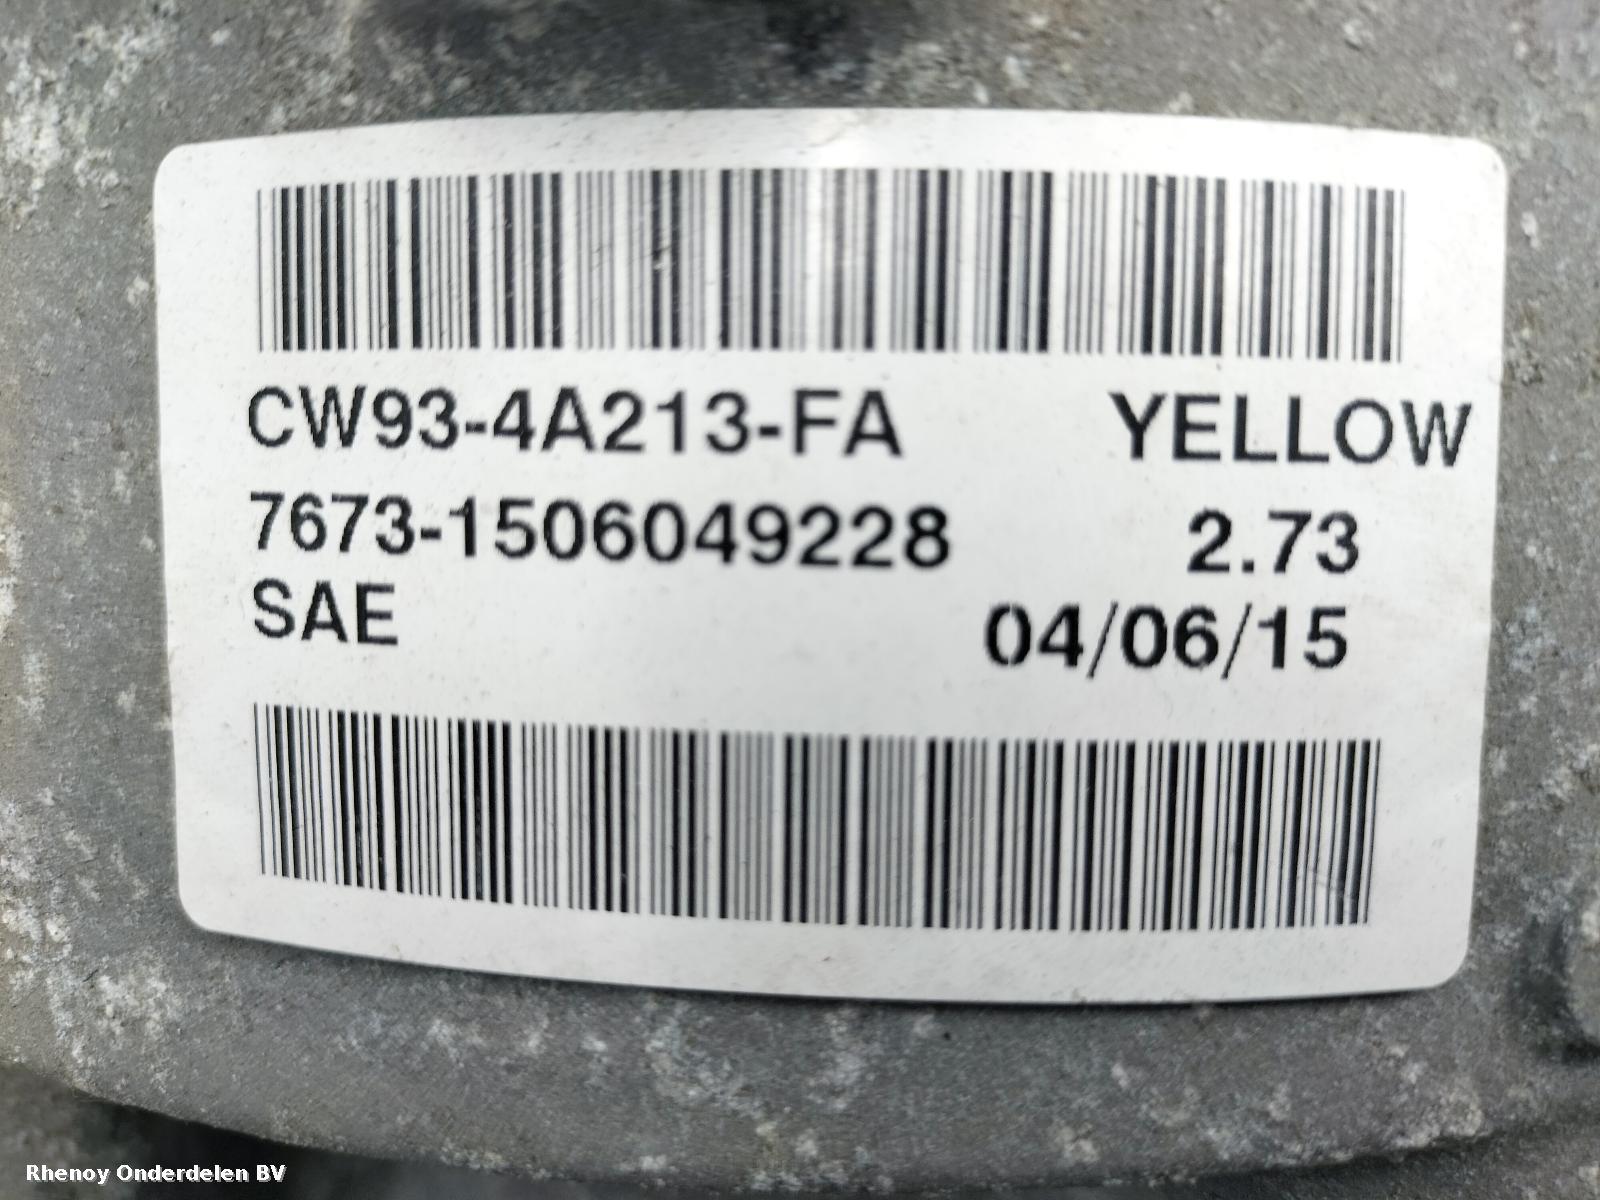 CW93-4A213-FA YELLOW
7673-1506049228 2.73
SAE 04/06/15
Rhenoy Onderdelen BV